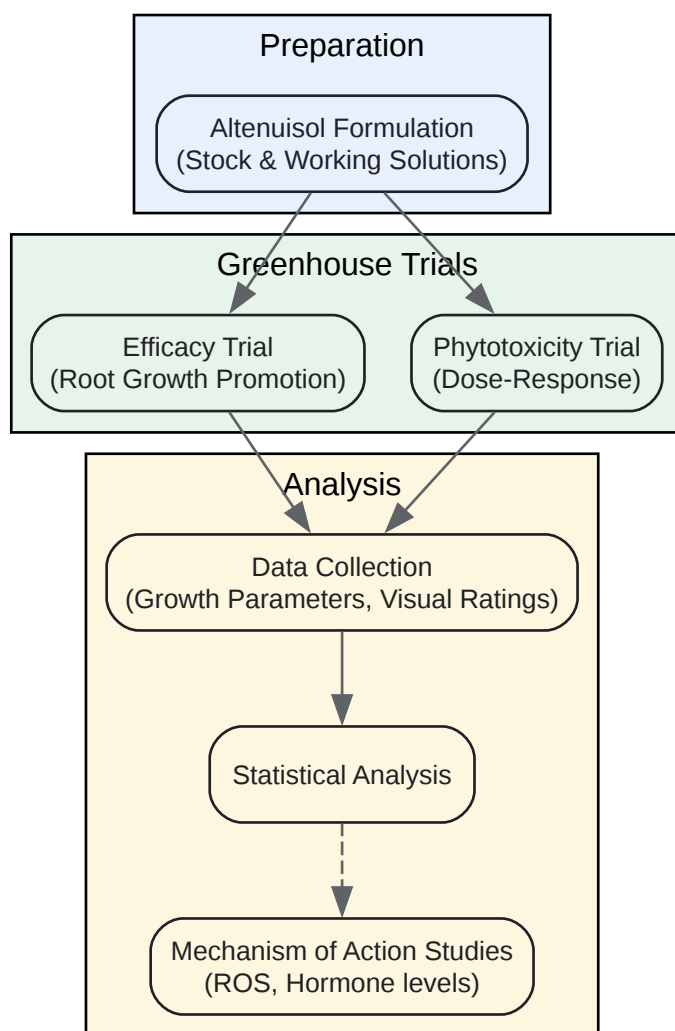 Preparation
Altenuisol Formulation
(Stock & Working Solutions)
Greenhouse Trials
Efficacy Trial
(Root Growth Promotion)
Phytotoxicity Trial
(Dose-Response)
Analysis
Data Collection
(Growth Parameters, Visual Ratings)
Statistical Analysis
Mechanism of Action Studies
(ROS, Hormone levels)